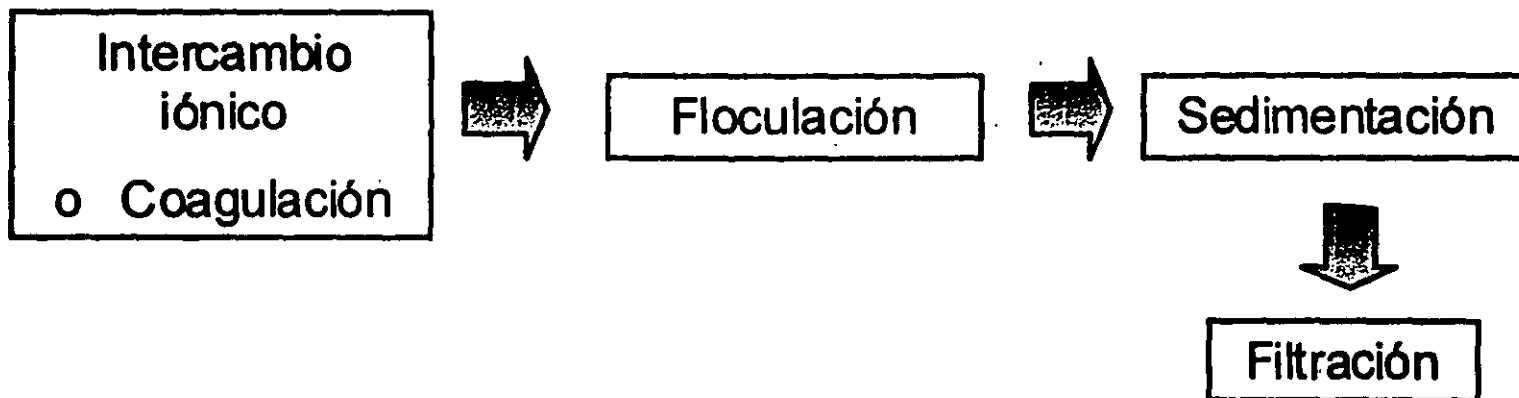 Intercambio
iónico
o Coagulación
Floculación
Sedimentación
Filtración